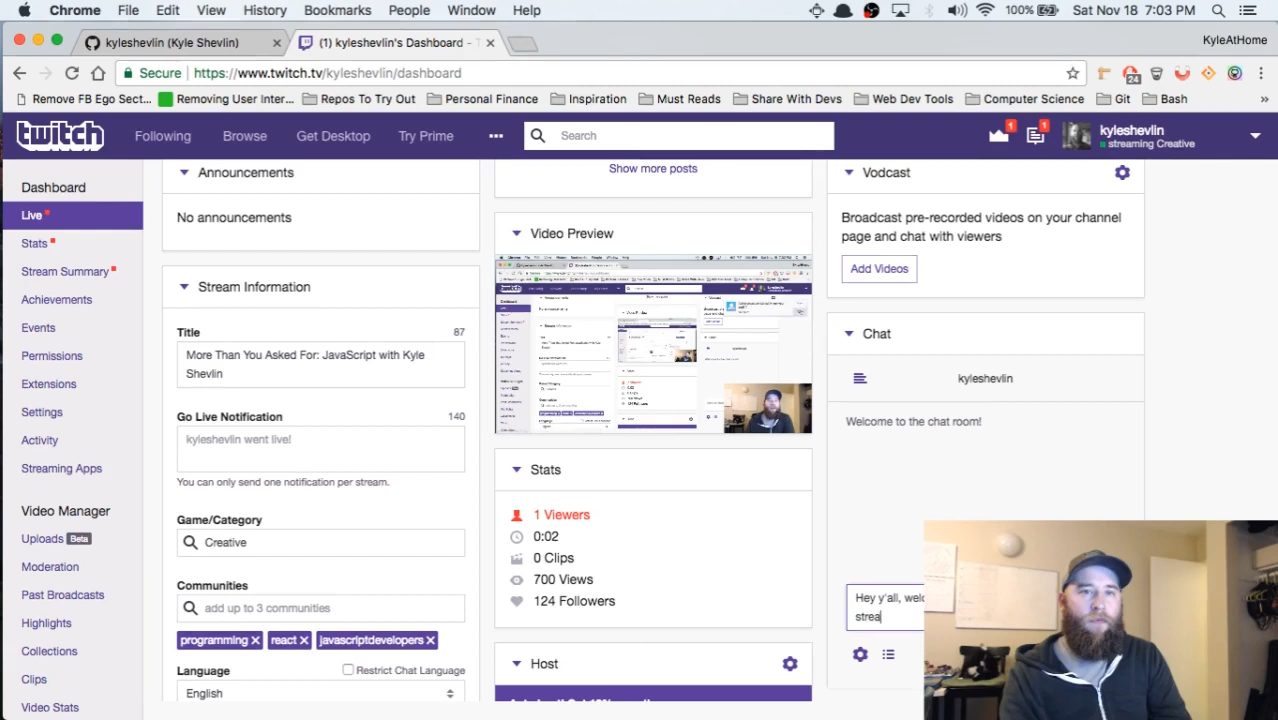 Chrome File Edit View History Bookmarks People Window Help 100% Sat Nov 18 7:03 PM
kyleshevlin (Kyle Shevlin) (1) kyleshevlin's Dashboard - T KyleAtHome
Secure https://www.twitch.tv/kyleshevlin/dashboard 24
Remove FB Ego Sect... Removing User Inter... Repos To Try Out Personal Finance Inspiration Must Reads Share With Devs Web Dev Tools Computer Science Git Bash »
twitch Following Browse Get Desktop Try Prime ••• Search 1 1 kyleshevlin
streaming Creative
Dashboard
Live
Stats
Stream Summary
Achievements
Events
Permissions
Extensions
Settings
Activity
Streaming Apps
Video Manager
Uploads Beta
Moderation
Past Broadcasts
Highlights
Collections
Clips
Video Stats
Announcements
No announcements
Stream Information
Title 87
More Than You Asked For: JavaScript with Kyle
Shevlin
Go Live Notification 140
kyleshevlin went live!
You can only send one notification per stream.
Game/Category
Creative
Communities
add up to 3 communities
programming × react × javascriptdevelopers ×
Language Restrict Chat Language
English
Show more posts
Video Preview
Stats
1 Viewers
0:02
0 Clips
700 Views
124 Followers
Host
Vodcast
Broadcast pre-recorded videos on your channel
page and chat with viewers
Add Videos
Chat
kyleshevlin
Welcome to the chat room!
Hey y'all, welc
strea